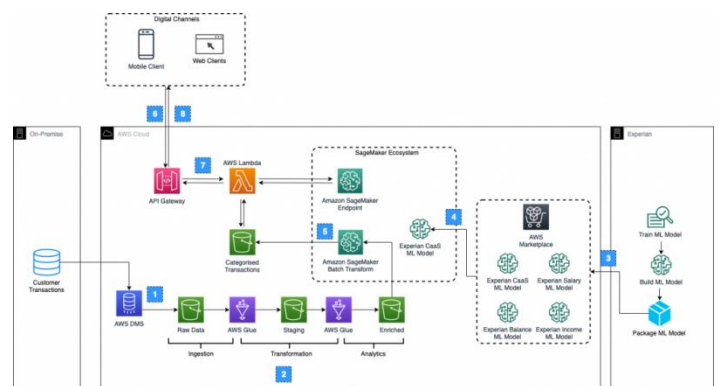 Digital Channels
Mobile Client
Web Clients
6
8
On-Premise
AWS Cloud
Experian
SageMaker Ecosystem
7
AWS Lambda
API Gateway
Amazon SageMaker
Endpoint
4
AWS
Marketplace
Train ML Model
Categorised
Transactions
5
Amazon SageMaker
Batch Transform
Experian CaaS
ML Model
3
Experian CaaS
ML Model
Experian Salary
ML Model
Build ML Model
Customer
Transactions
1
AWS DMS
Raw Data
AWS Glue
Staging
AWS Glue
Enriched
Experian Balance
ML Model
Experian Income
ML Model
Package ML Model
Ingestion
Transformation
Analytics
2